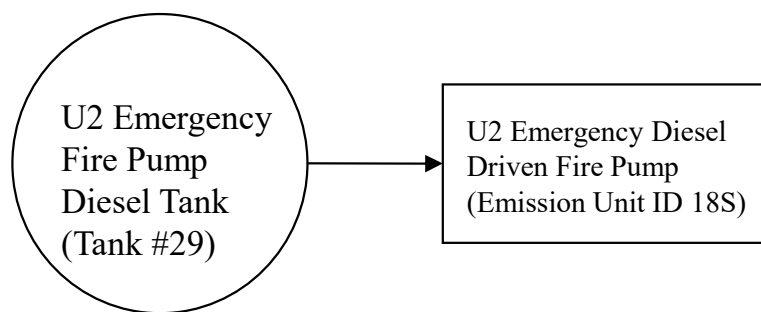 U2 Emergency
Fire Pump
Diesel Tank
(Tank #29)
U2 Emergency Diesel
Driven Fire Pump
(Emission Unit ID 18S)